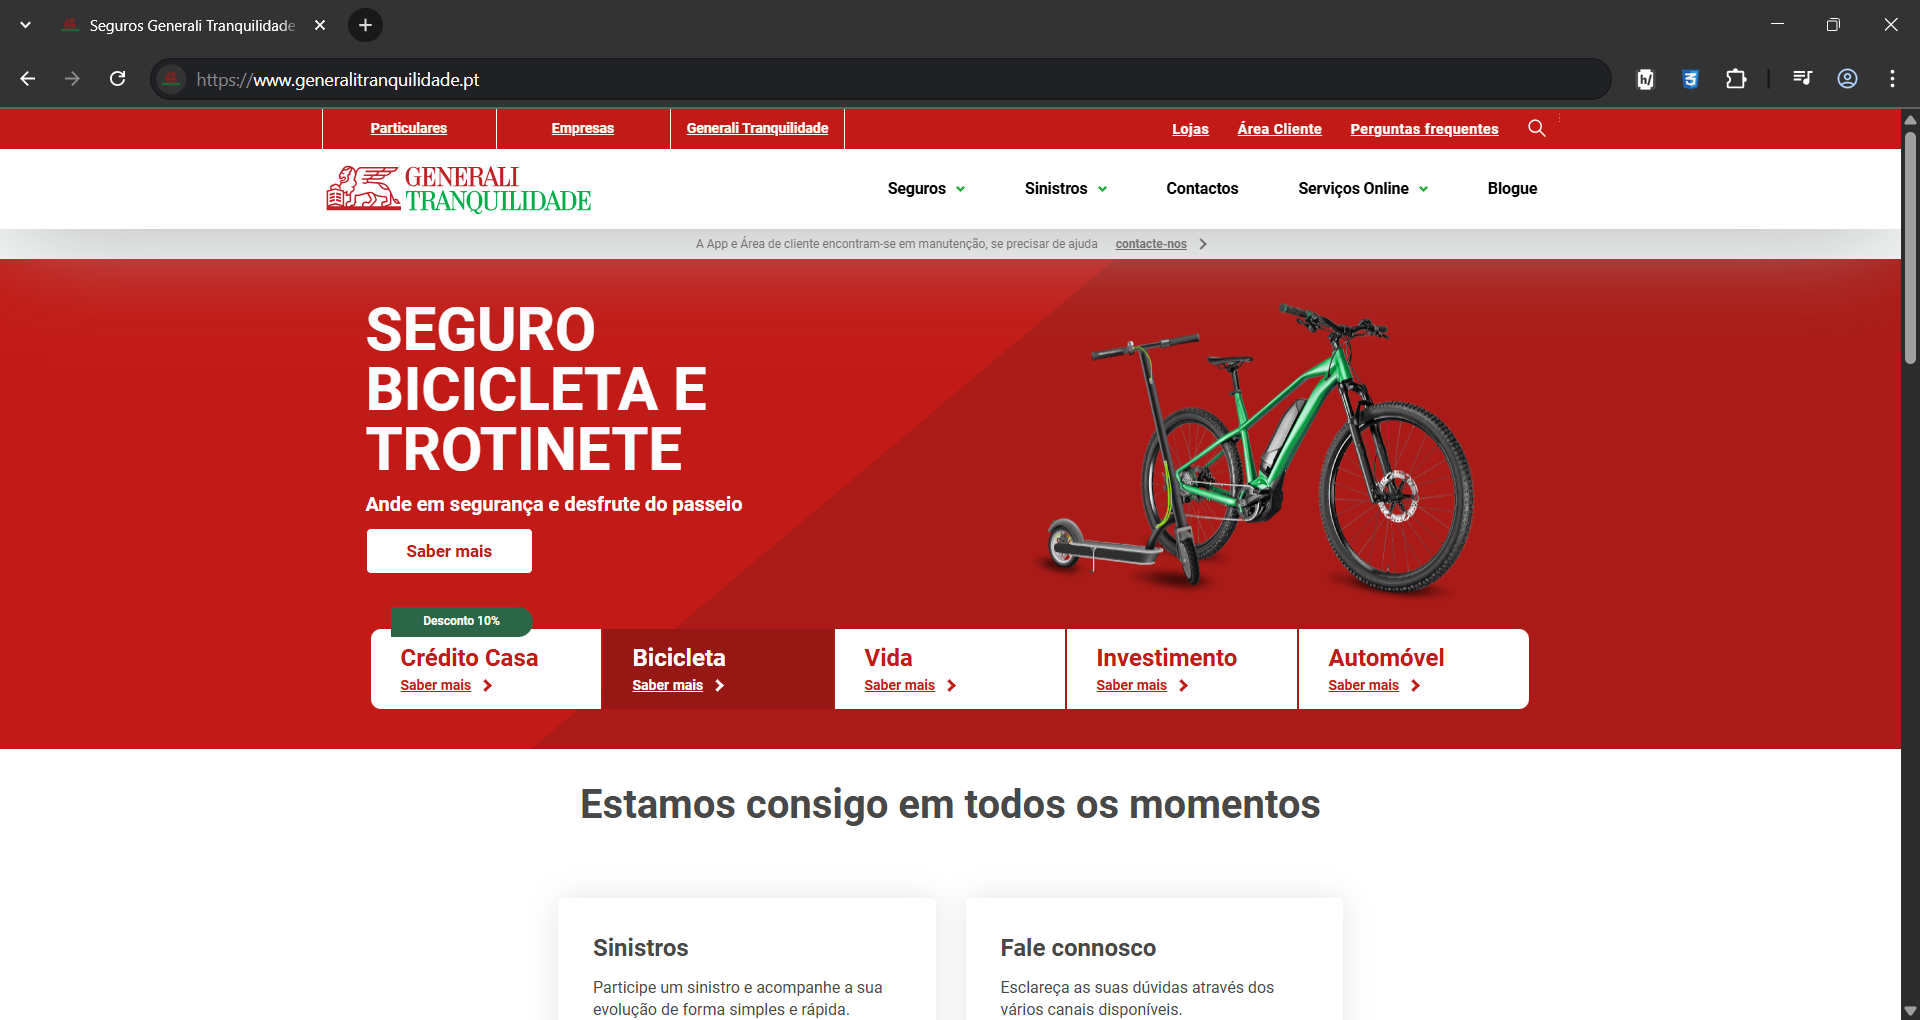 Seguros Generali Tranquilidade
https://www.generalitranquilidade.pt
Particulares
Empresas
Generali Tranquilidade
Lojas
Área Cliente
Perguntas frequentes
GENERALI
TRANQUILIDADE
Seguros
Sinistros
Contactos
Serviços Online
Blogue
A App e Área de cliente encontram-se em manutenção, se precisar de ajuda contacte-nos
SEGURO
BICICLETA E
TROTINETE
Ande em segurança e desfrute do passeio
Saber mais
Desconto 10%
Crédito Casa
Saber mais
Bicicleta
Saber mais
Vida
Saber mais
Investimento
Saber mais
Automóvel
Saber mais
Estamos consigo em todos os momentos
Sinistros
Participe um sinistro e acompanhe a sua
evolução de forma simples e rápida.
Fale connosco
Esclareça as suas dúvidas através dos
vários canais disponíveis.